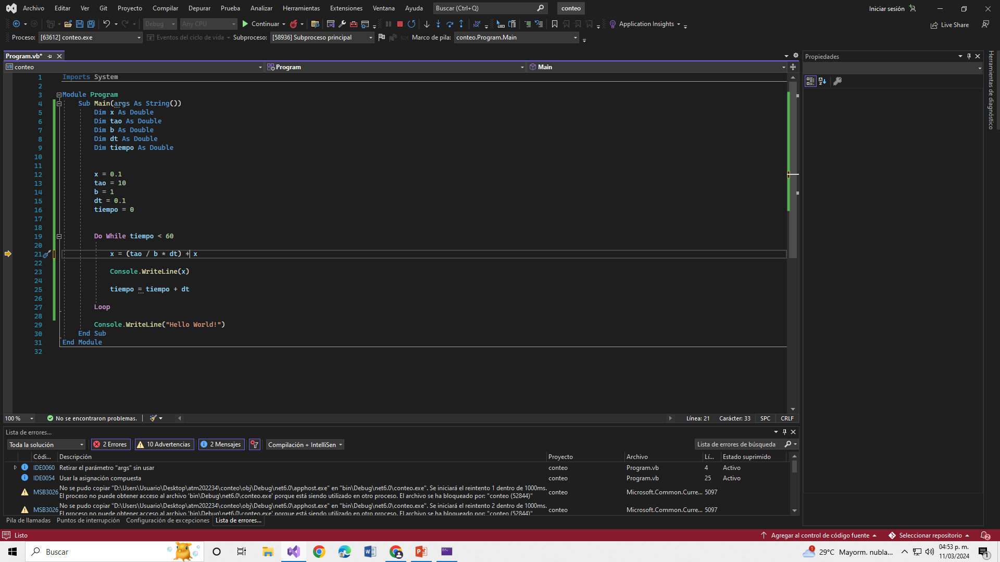 Archivo Editar Ver Git Proyecto Compilar Depurar Prueba Analizar Herramientas Extensiones Ventana Ayuda Buscar (Ctrl+Q) conteo Iniciar sesión
Debug Any CPU Continuar Application Insights Live Share
Proceso: [63612] conteo.exe Eventos del ciclo de vida Subproceso: [58936] Subproceso principal Marco de pila: conteo.Program.Main
Program.vb*
VB conteo Program Main
1 Imports System
2
3 Module Program
4 Sub Main(args As String())
5 Dim x As Double
6 Dim tao As Double
7 Dim b As Double
8 Dim dt As Double
9 Dim tiempo As Double
10
11
12 x = 0.1
13 tao = 10
14 b = 1
15 dt = 0.1
16 tiempo = 0
17
18
19 Do While tiempo < 60
20
21 x = (tao / b * dt) + x
22
23 Console.WriteLine(x)
24
25 tiempo = tiempo + dt
26
27 Loop
28
29 Console.WriteLine("Hello World!")
30 End Sub
31 End Module
32
100 % No se encontraron problemas. Línea: 21 Carácter: 33 SPC CRLF
Propiedades
Herramientas de diagnóstico
Lista de errores...
Toda la solución 2 Errores 10 Advertencias 2 Mensajes Compilación + IntelliSen Lista de errores de búsqueda
Códi... Descripción Proyecto Archivo Lí... Estado suprimido
IDE0060 Retirar el parámetro "args" sin usar conteo Program.vb 4 Activo
IDE0054 Usar la asignación compuesta conteo Program.vb 25 Activo
MSB3026 No se pudo copiar "D:\Users\Usuario\Desktop\atm202234\conteo\obj\Debug\net6.0\apphost.exe" en "bin\Debug\net6.0\conteo.exe". Se iniciará el reintento 1 dentro de 1000ms. conteo Microsoft.Common.Curre... 5097
El proceso no puede obtener acceso al archivo 'bin\Debug\net6.0\conteo.exe' porque está siendo utilizado en otro proceso. El archivo se ha bloqueado por: "conteo (52844)"
MSB3026 No se pudo copiar "D:\Users\Usuario\Desktop\atm202234\conteo\obj\Debug\net6.0\apphost.exe" en "bin\Debug\net6.0\conteo.exe". Se iniciará el reintento 2 dentro de 1000ms. conteo Microsoft.Common.Curre... 5097
El proceso no puede obtener acceso al archivo 'bin\Debug\net6.0\conteo.exe' porque está siendo utilizado en otro proceso. El archivo se ha bloqueado por: "conteo (52844)"
Pila de llamadas Puntos de interrupción Configuración de excepciones Lista de errores...
Listo Agregar al control de código fuente Seleccionar repositorio 2
Buscar 1 29°C Mayorm. nubla... 04:53 p. m.
11/03/2024 1